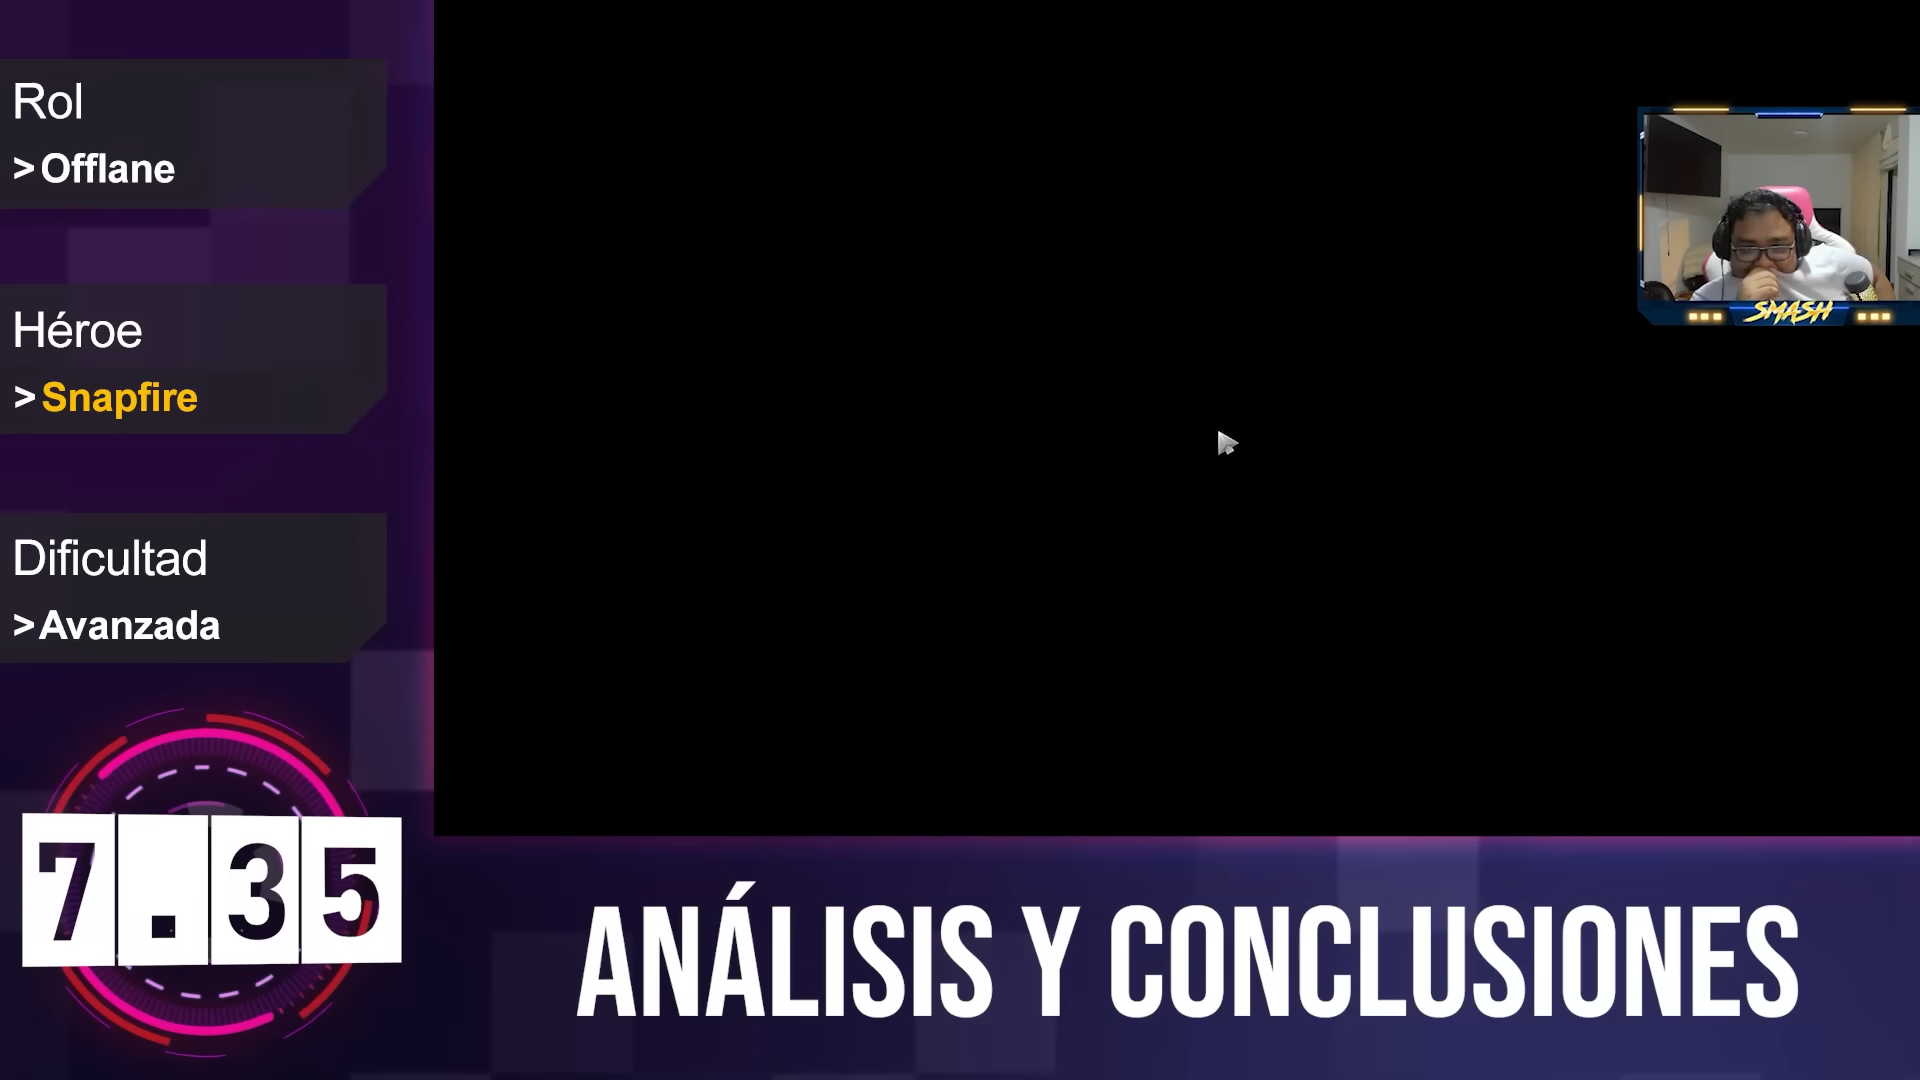 Rol
>Offlane
Héroe
>Snapfire
Dificultad
>Avanzada
7.35
SMASH
ANÁLISIS Y CONCLUSIONES